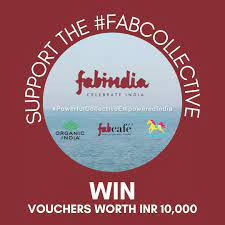 SUPPORT THE #FABCOLLECTIVE
fabindia
CELEBRATE INDIA
#PowerfulCollectiveEmpoweredIndia
ORGANIC
INDIA
fabcafé
WIN
VOUCHERS WORTH INR 10,000